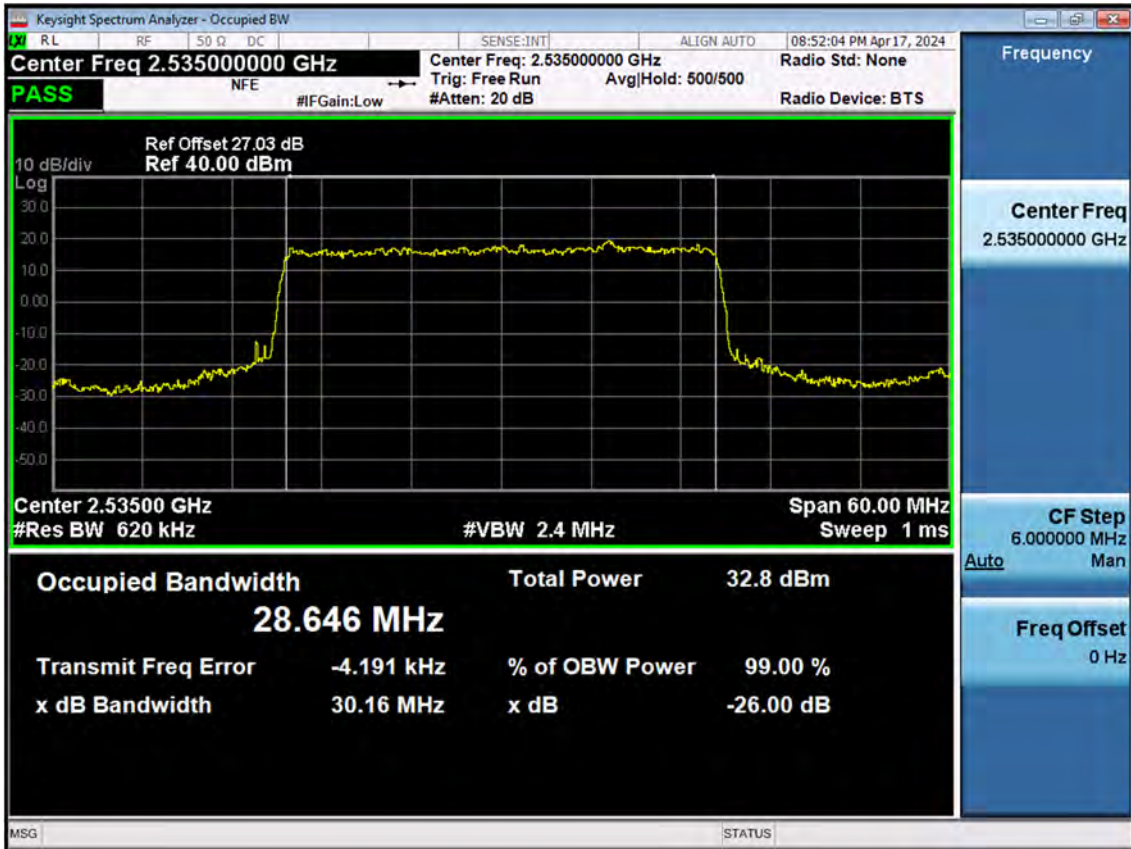 Keysight Spectrum Analyzer - Occupied BW
LXI RL RF 50 Ω DC SENSE:INT ALIGN AUTO 08:52:04 PM Apr 17, 2024
Center Freq 2.535000000 GHz Center Freq: 2.535000000 GHz Radio Std: None
NFE Trig: Free Run Avg|Hold: 500/500
PASS #IFGain:Low #Atten: 20 dB Radio Device: BTS
Ref Offset 27.03 dB
10 dB/div Ref 40.00 dBm
Log
30.0
20.0
10.0
0.00
-10.0
-20.0
-30.0
-40.0
-50.0
Center 2.53500 GHz Span 60.00 MHz
#Res BW 620 kHz #VBW 2.4 MHz Sweep 1 ms
Occupied Bandwidth Total Power 32.8 dBm
28.646 MHz
Transmit Freq Error -4.191 kHz % of OBW Power 99.00 %
x dB Bandwidth 30.16 MHz x dB -26.00 dB
MSG STATUS
Frequency
Center Freq
2.535000000 GHz
CF Step
6.000000 MHz
Auto Man
Freq Offset
0 Hz